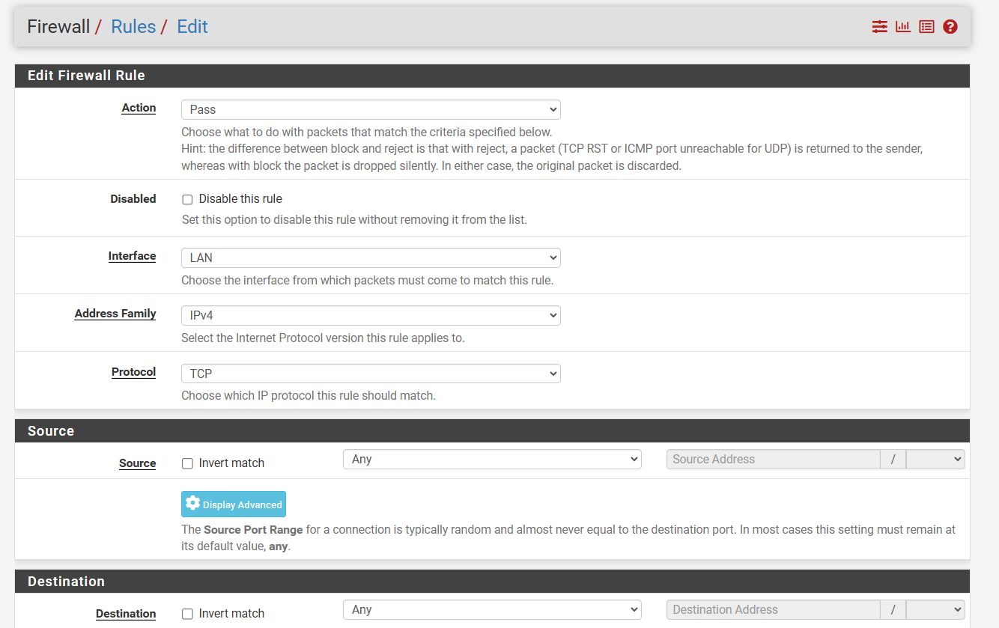 Firewall / Rules / Edit
Edit Firewall Rule
Action
Pass
Choose what to do with packets that match the criteria specified below.
Hint: the difference between block and reject is that with reject, a packet (TCP RST or ICMP port unreachable for UDP) is returned to the sender,
whereas with block the packet is dropped silently. In either case, the original packet is discarded.
Disabled
Disable this rule
Set this option to disable this rule without removing it from the list.
Interface
LAN
Choose the interface from which packets must come to match this rule.
Address Family
IPv4
Select the Internet Protocol version this rule applies to.
Protocol
TCP
Choose which IP protocol this rule should match.
Source
Source
Invert match
Any
Source Address
/
Display Advanced
The Source Port Range for a connection is typically random and almost never equal to the destination port. In most cases this setting must remain at
its default value, any.
Destination
Destination
Invert match
Any
Destination Address
/